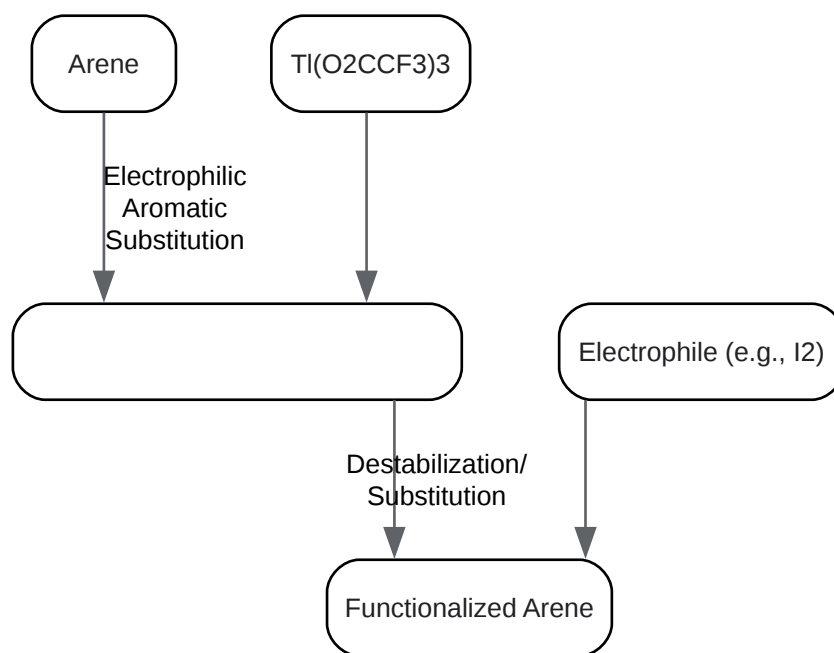 Arene
Tl(O2CCF3)3
Electrophilic
Aromatic
Substitution
Electrophile (e.g., I2)
Destabilization/
Substitution
Functionalized Arene